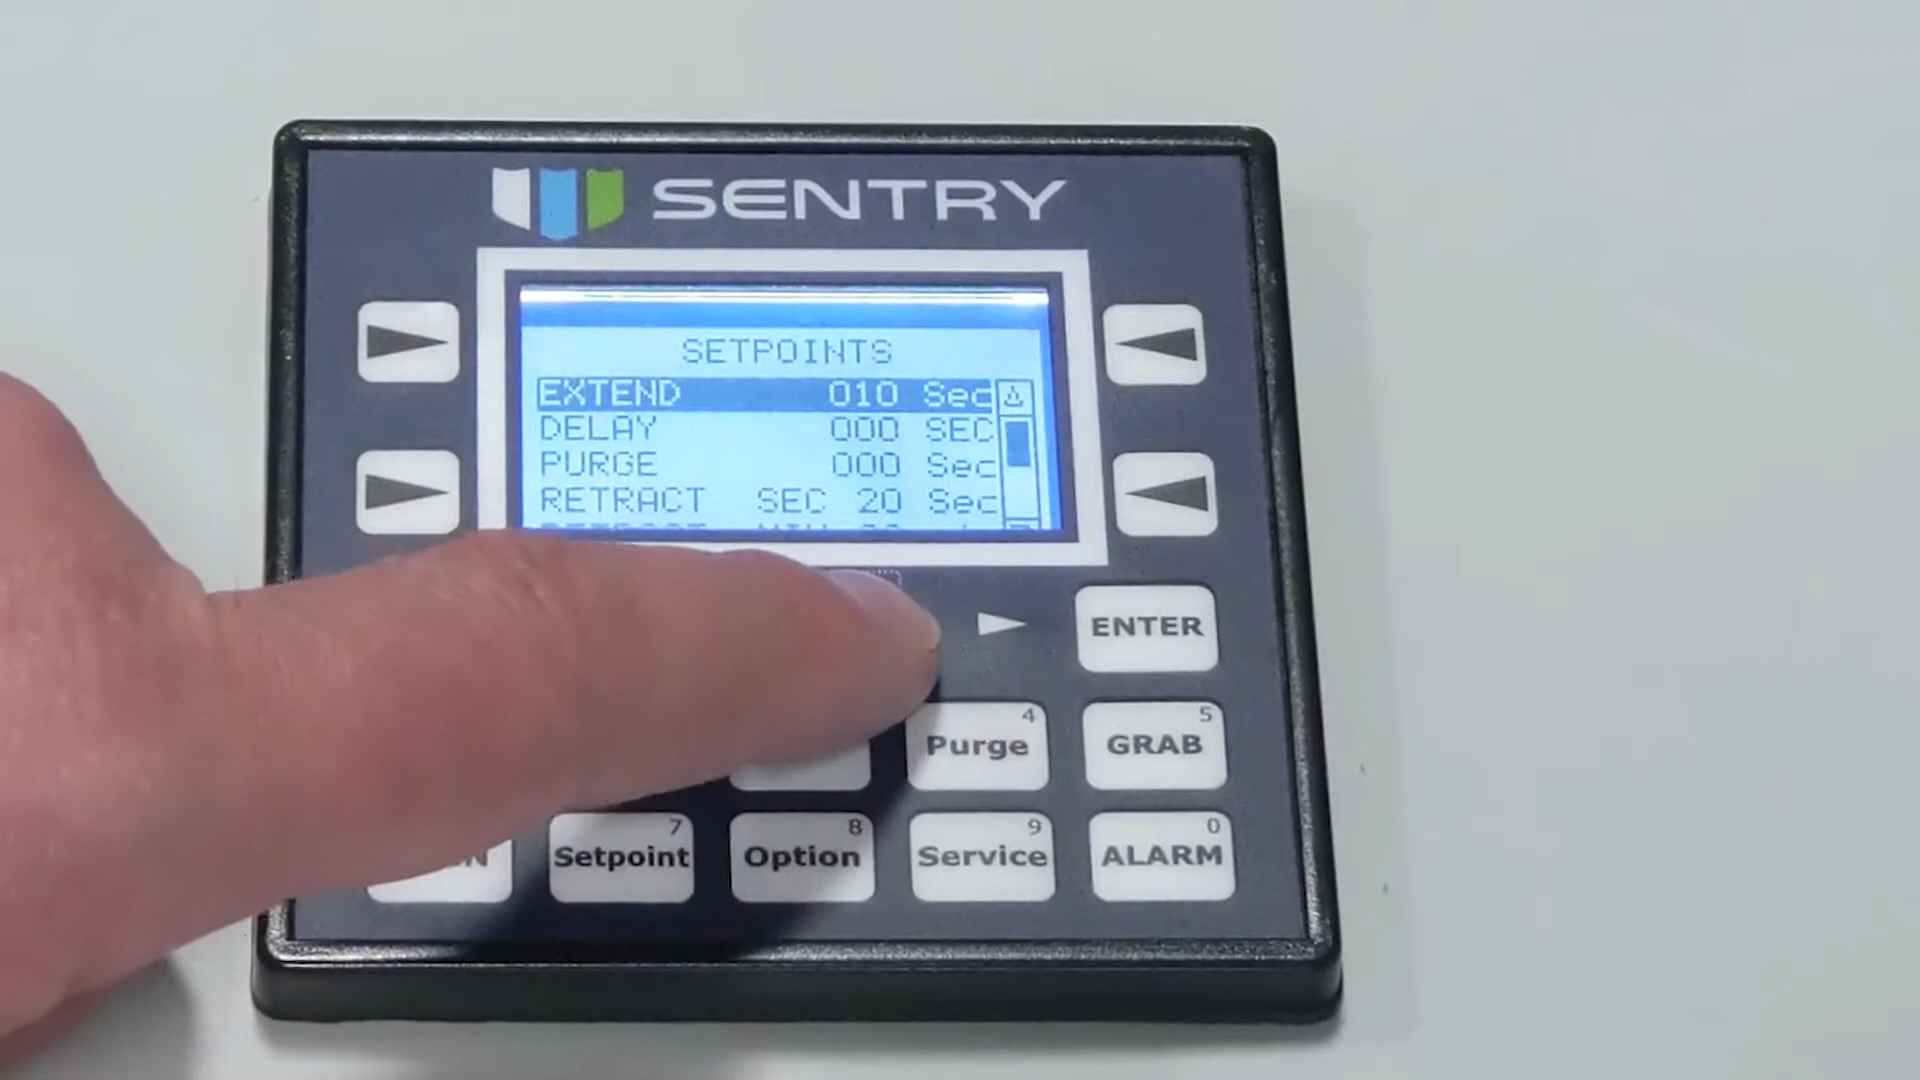 SENTRY
SETPOINTS
EXTEND 010 Sec
DELAY 000 SEC
PURGE 000 Sec
RETRACT SEC 20 Sec
ENTER
4
Purge
5
GRAB
7
Setpoint
8
Option
9
Service
0
ALARM